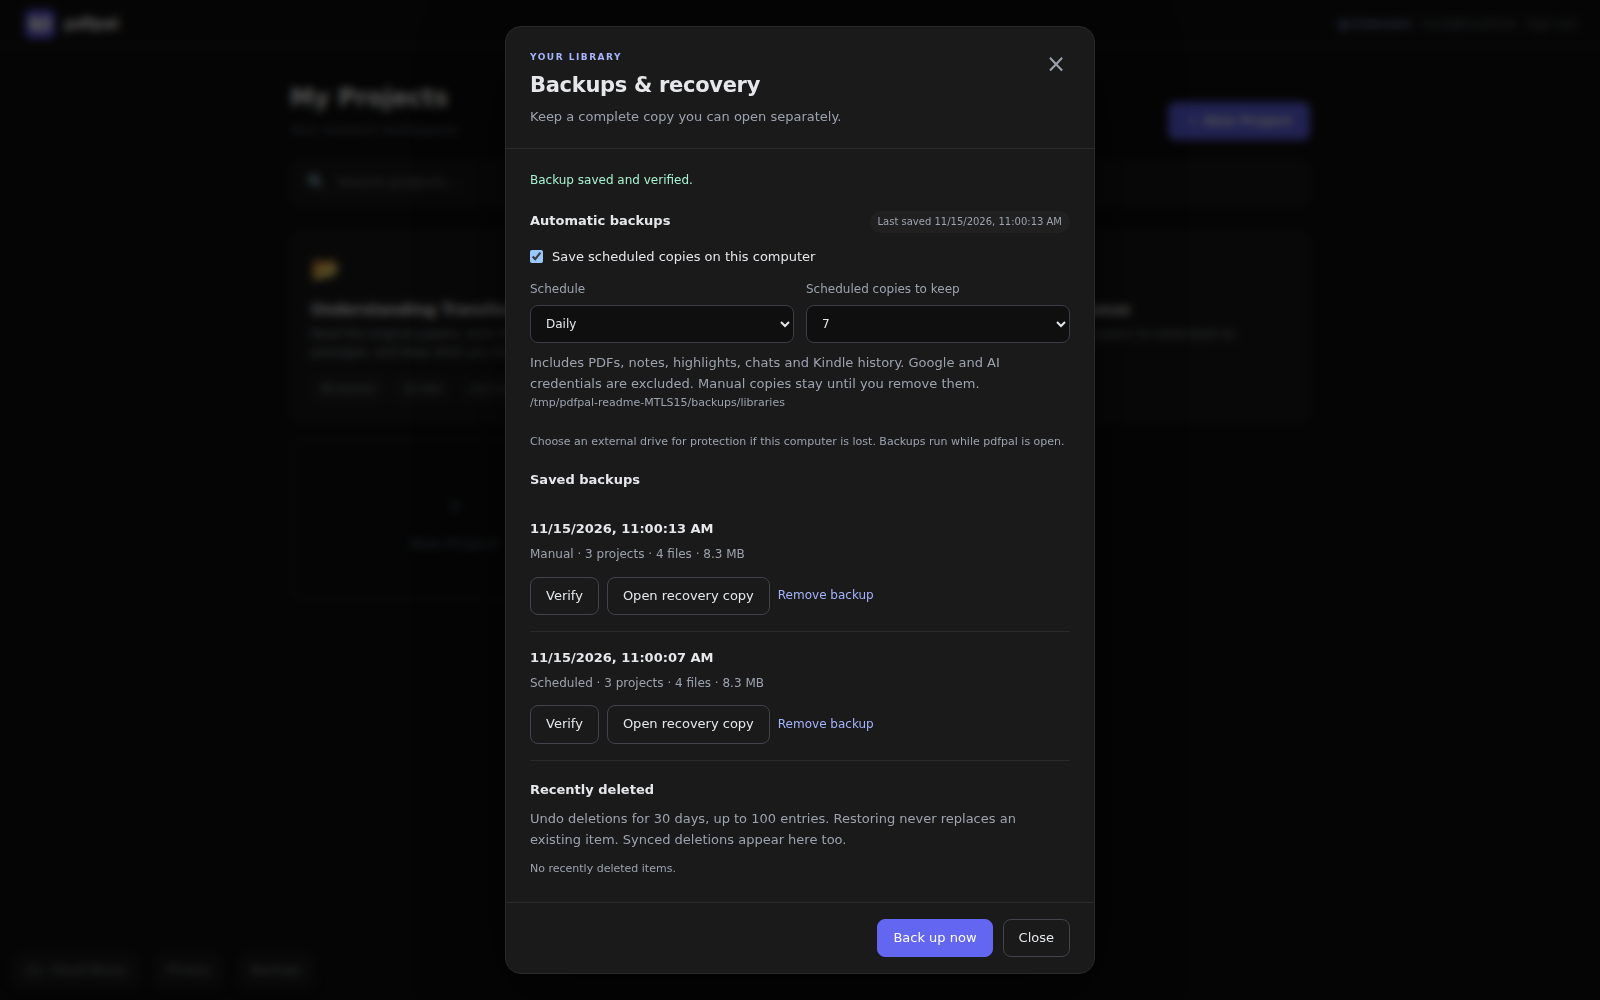 pdfpal
My Projects
New Project
YOUR LIBRARY
Backups & recovery
Keep a complete copy you can open separately.
Backup saved and verified.
Automatic backups
Last saved 11/15/2026, 11:00:13 AM
Save scheduled copies on this computer
Schedule
Scheduled copies to keep
Daily
7
Includes PDFs, notes, highlights, chats and Kindle history. Google and AI
credentials are excluded. Manual copies stay until you remove them.
/tmp/pdfpal-readme-MTLS15/backups/libraries
Choose an external drive for protection if this computer is lost. Backups run while pdfpal is open.
Saved backups
11/15/2026, 11:00:13 AM
Manual · 3 projects · 4 files · 8.3 MB
Verify
Open recovery copy
Remove backup
11/15/2026, 11:00:07 AM
Scheduled · 3 projects · 4 files · 8.3 MB
Verify
Open recovery copy
Remove backup
Recently deleted
Undo deletions for 30 days, up to 100 entries. Restoring never replaces an
existing item. Synced deletions appear here too.
No recently deleted items.
Back up now
Close